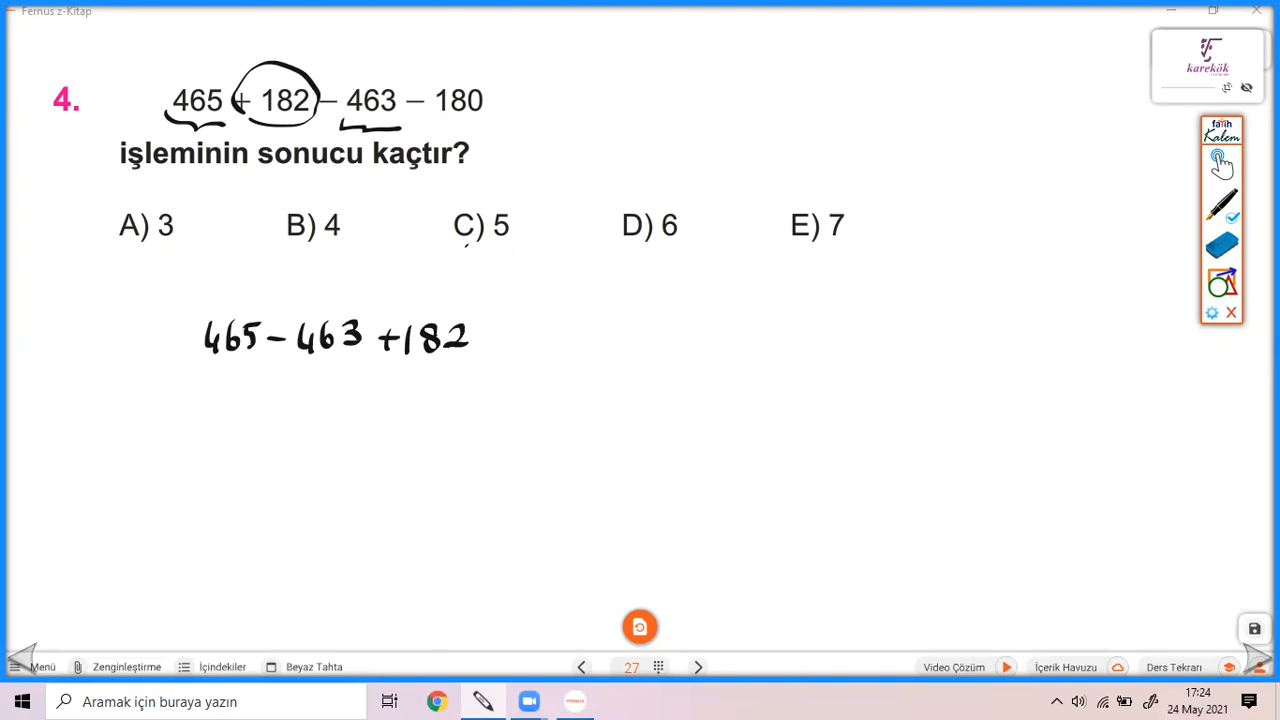 Fernus z-Kitap
karekök
4. 465 + 182 − 463 − 180
işleminin sonucu kaçtır?
A) 3 B) 4 C) 5 D) 6 E) 7
465 − 463 + 182
fatih
Kalem
Menü Zenginleştirme İçindekiler Beyaz Tahta 27 Video Çözüm İçerik Havuzu Ders Tekrarı
Aramak için buraya yazın
17:24
24 May 2021